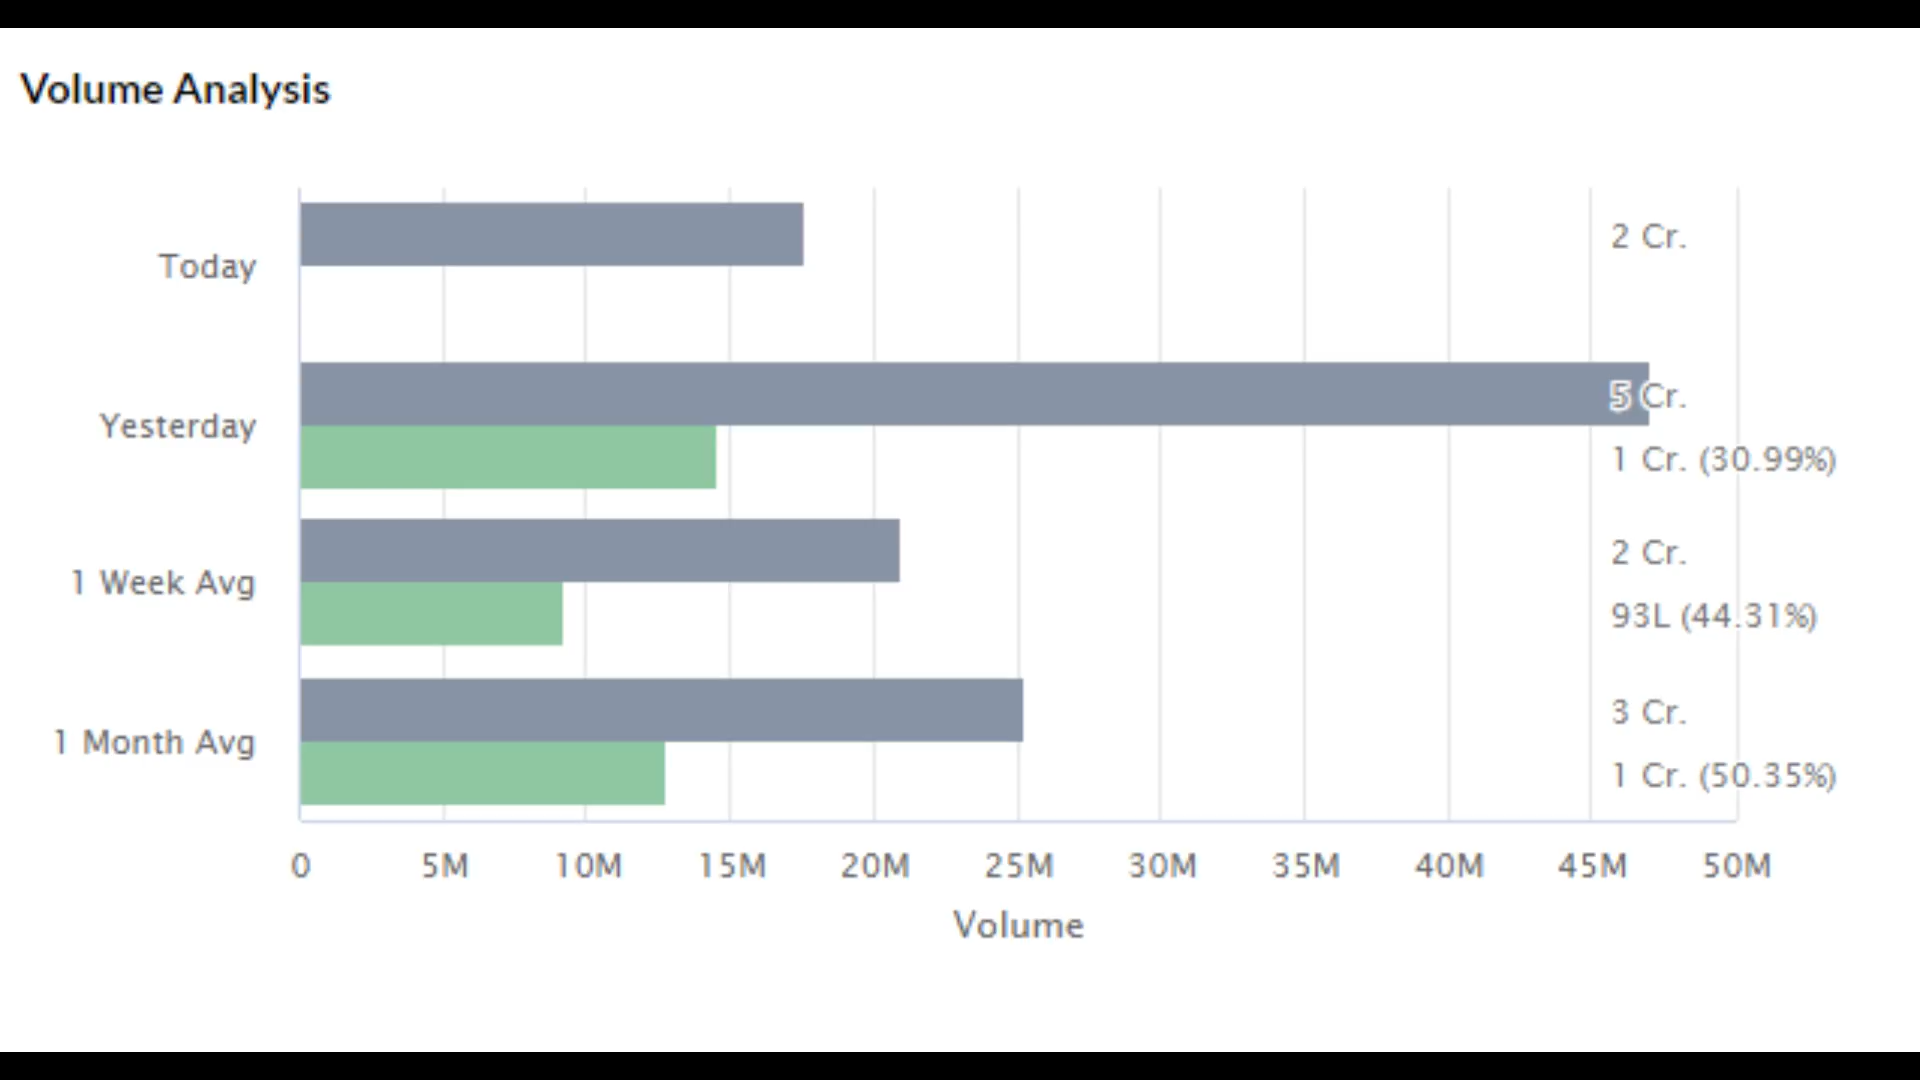 Volume Analysis
Today
2 Cr.
Yesterday
5 Cr.
1 Cr. (30.99%)
1 Week Avg
2 Cr.
93L (44.31%)
1 Month Avg
3 Cr.
1 Cr. (50.35%)
0 5M 10M 15M 20M 25M 30M 35M 40M 45M 50M
Volume